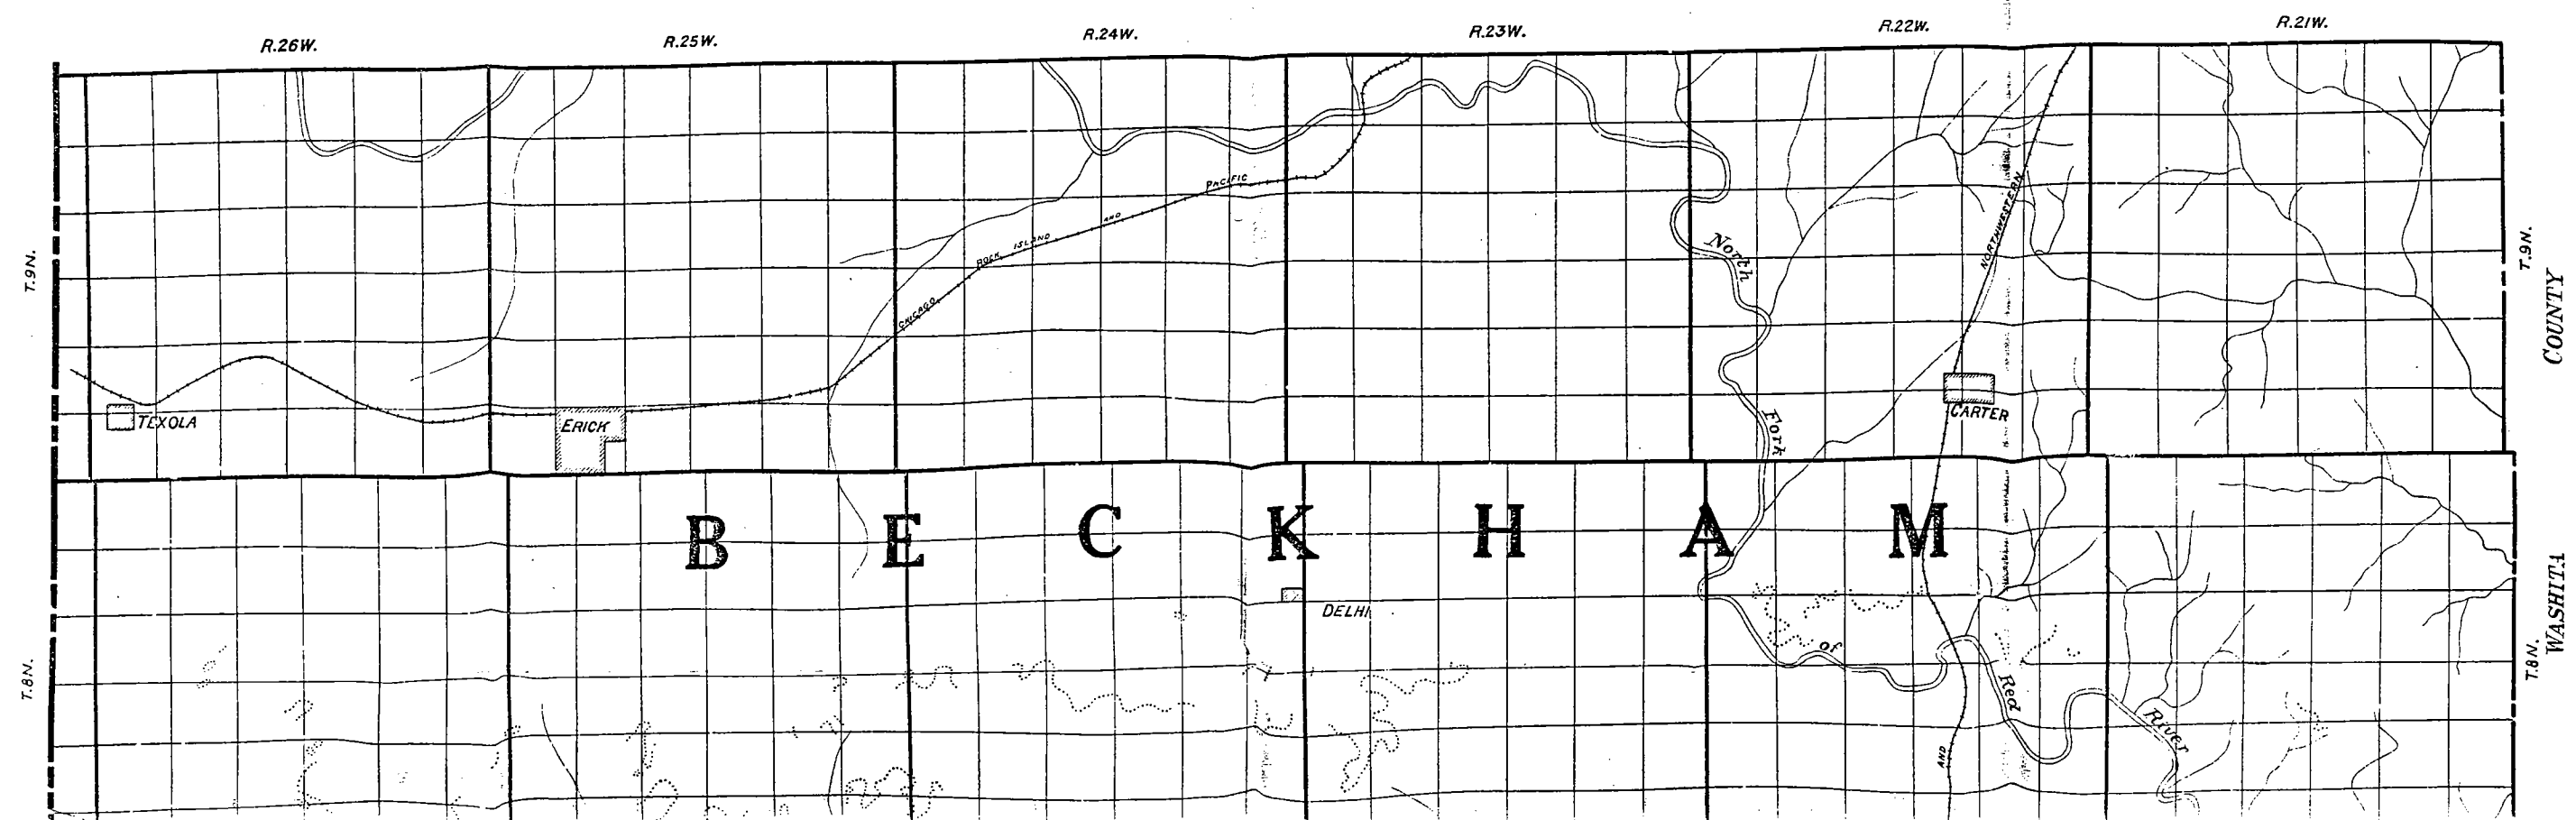 R.26W. R.25W. R.24W. R.23W. R.22W. R.21W.
T.9N. T.9N.
COUNTY
CHICAGO ROCK ISLAND AND PACIFIC
NORTHWESTERN
North Fork of Red River
TEXOLA
ERICK
CARTER
BECKHAM
DELHI
WASHITA
T.8N. T.8N.
AND